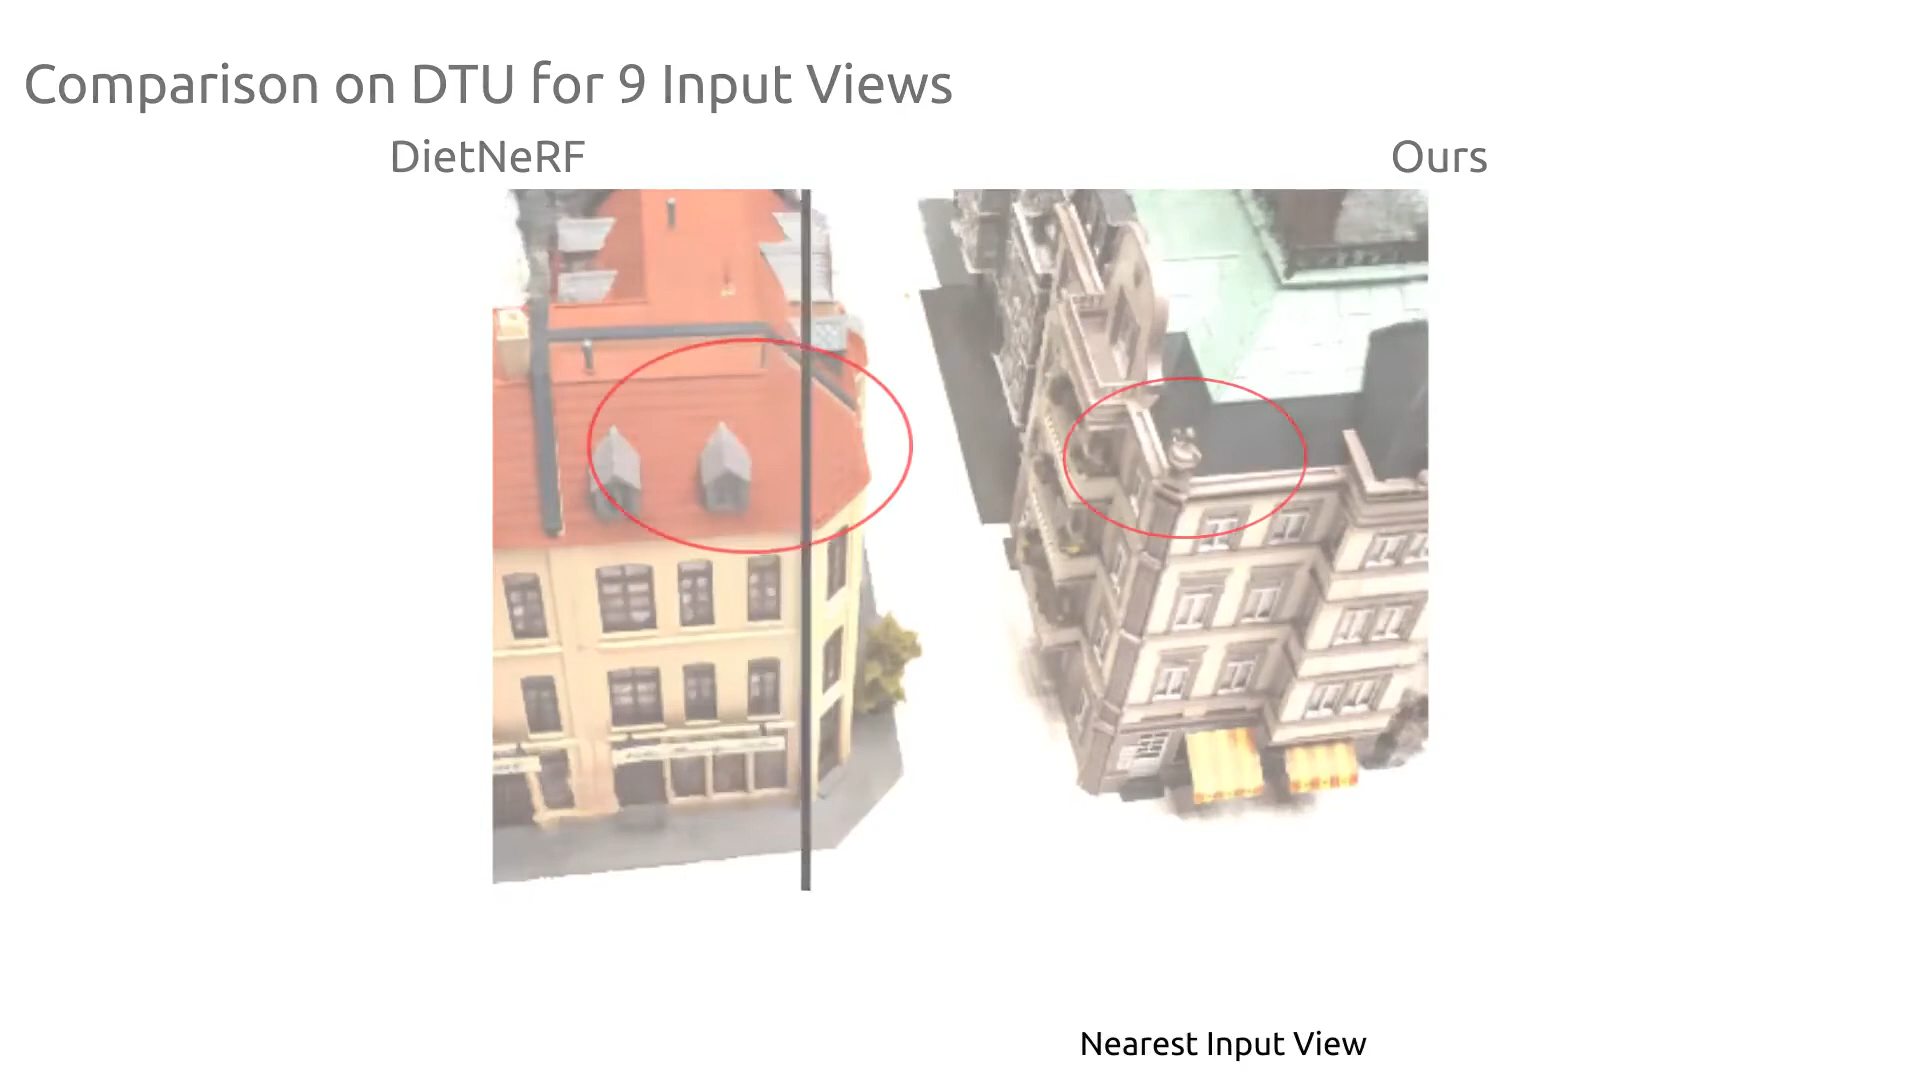 Comparison on DTU for 9 Input Views
DietNeRF
Ours
Nearest Input View